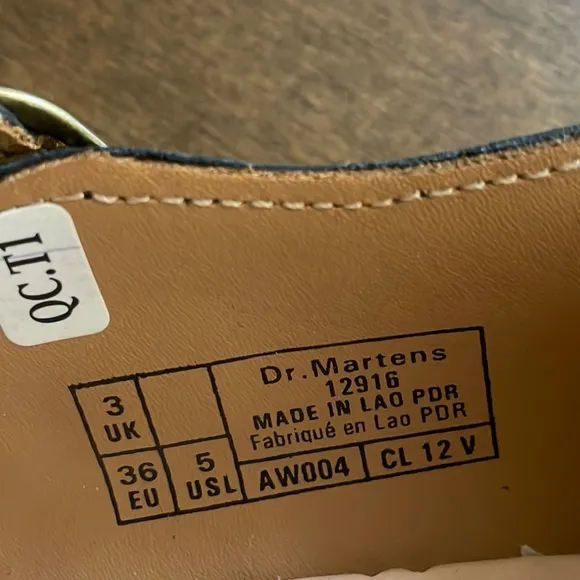 QC.T1
Dr.Martens
12916
MADE IN LAO PDR
Fabriqué en Lao PDR
3
UK
36
EU
5
USL
AW004
CL 12 V